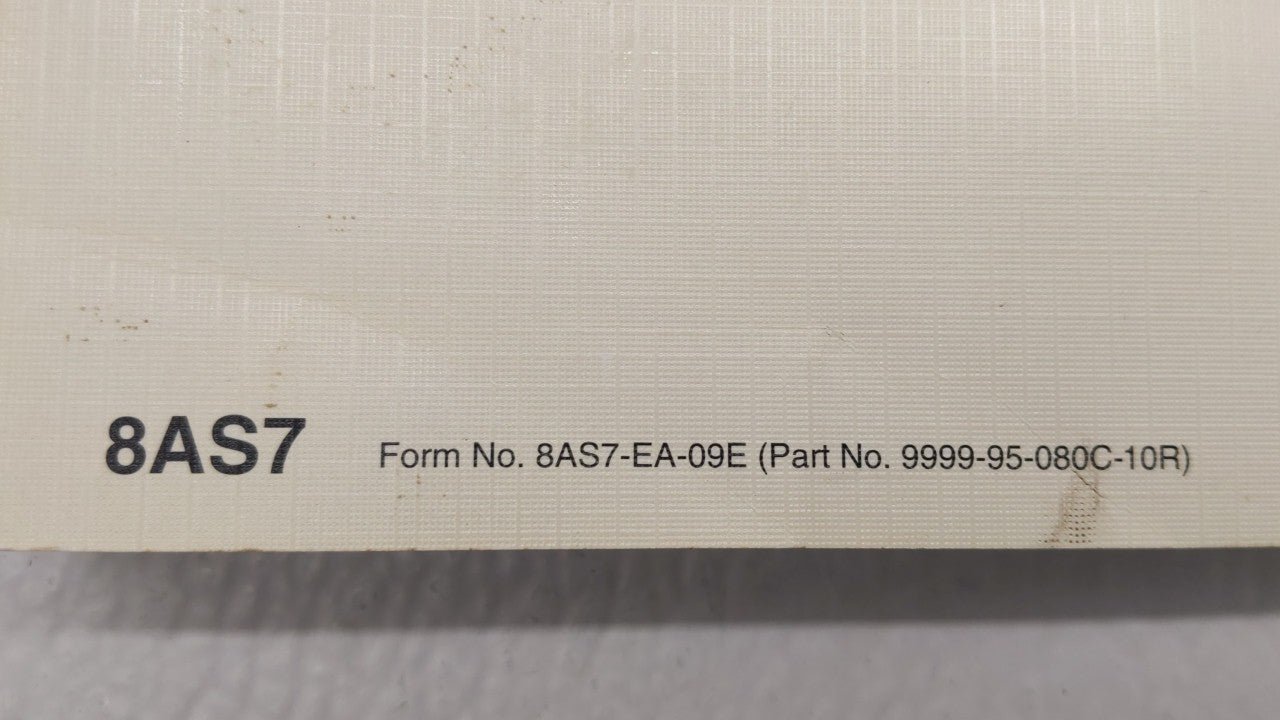 8AS7 Form No. 8AS7-EA-09E (Part No. 9999-95-080C-10R)